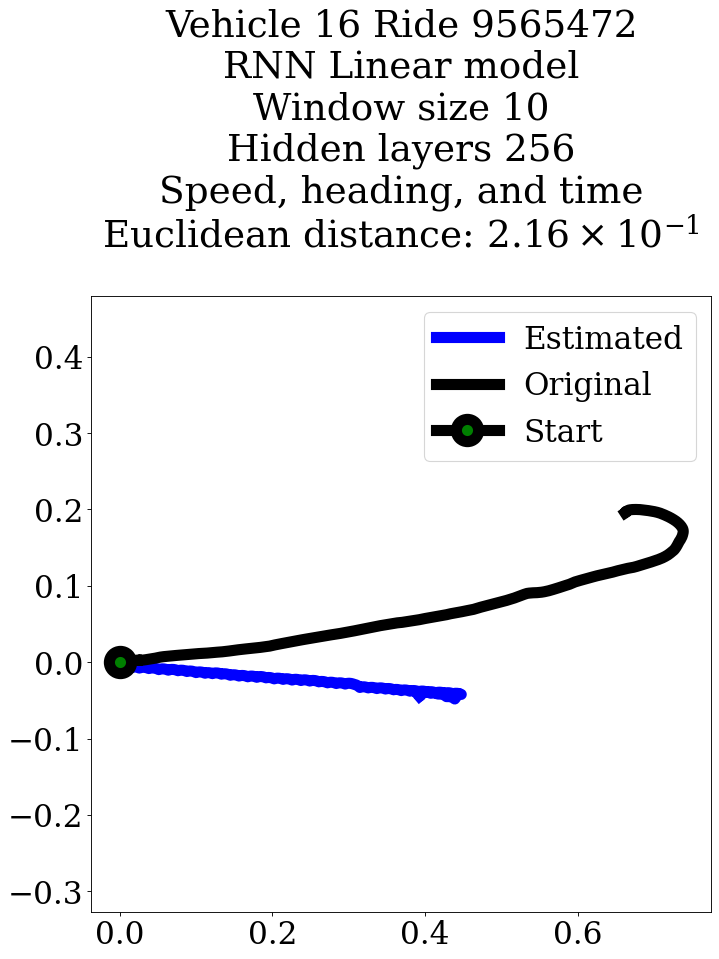 Vehicle 16 Ride 9565472
RNN Linear model
Window size 10
Hidden layers 256
Speed, heading, and time
Euclidean distance: 2.16 × 10⁻¹
Estimated
Original
Start
0.4
0.3
0.2
0.1
0.0
−0.1
−0.2
−0.3
0.0 0.2 0.4 0.6